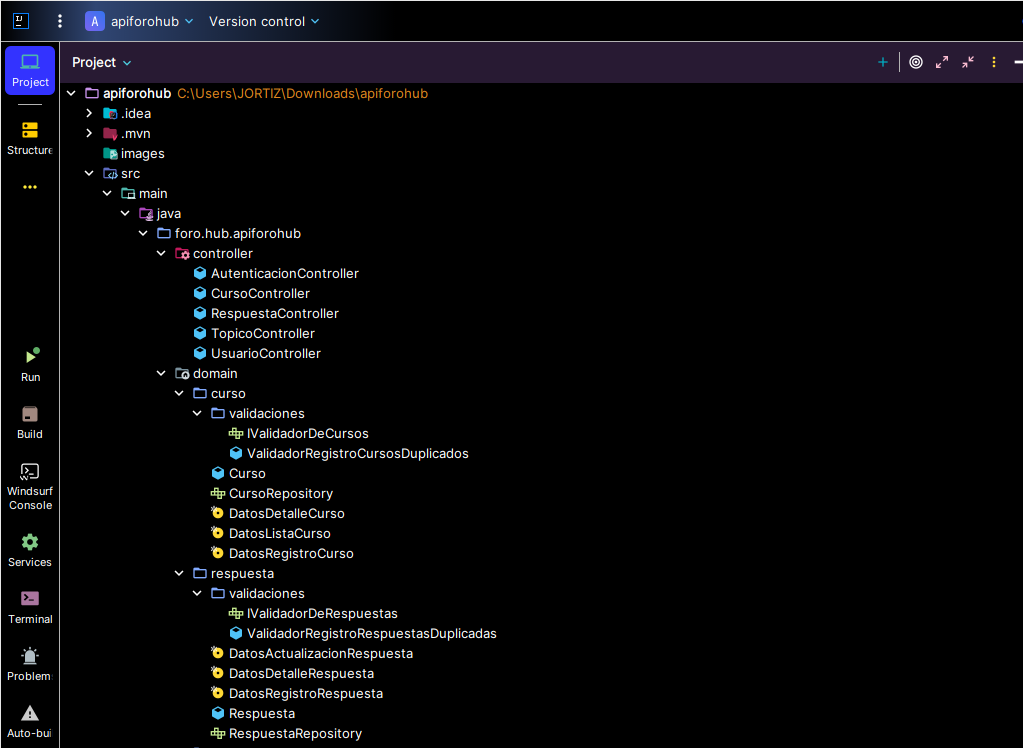 A apiforohub Version control
Project
Project
apiforohub C:\Users\JORTIZ\Downloads\apiforohub
.idea
.mvn
Structure
images
src
main
java
foro.hub.apiforohub
controller
AutenticacionController
CursoController
RespuestaController
TopicoController
UsuarioController
Run
domain
curso
validaciones
Build
IValidadorDeCursos
ValidadorRegistroCursosDuplicados
Curso
Windsurf
Console
CursoRepository
DatosDetalleCurso
DatosListaCurso
DatosRegistroCurso
Services
respuesta
validaciones
IValidadorDeRespuestas
Terminal
ValidadorRegistroRespuestasDuplicadas
DatosActualizacionRespuesta
DatosDetalleRespuesta
Problem
DatosRegistroRespuesta
Respuesta
RespuestaRepository
Auto-bui